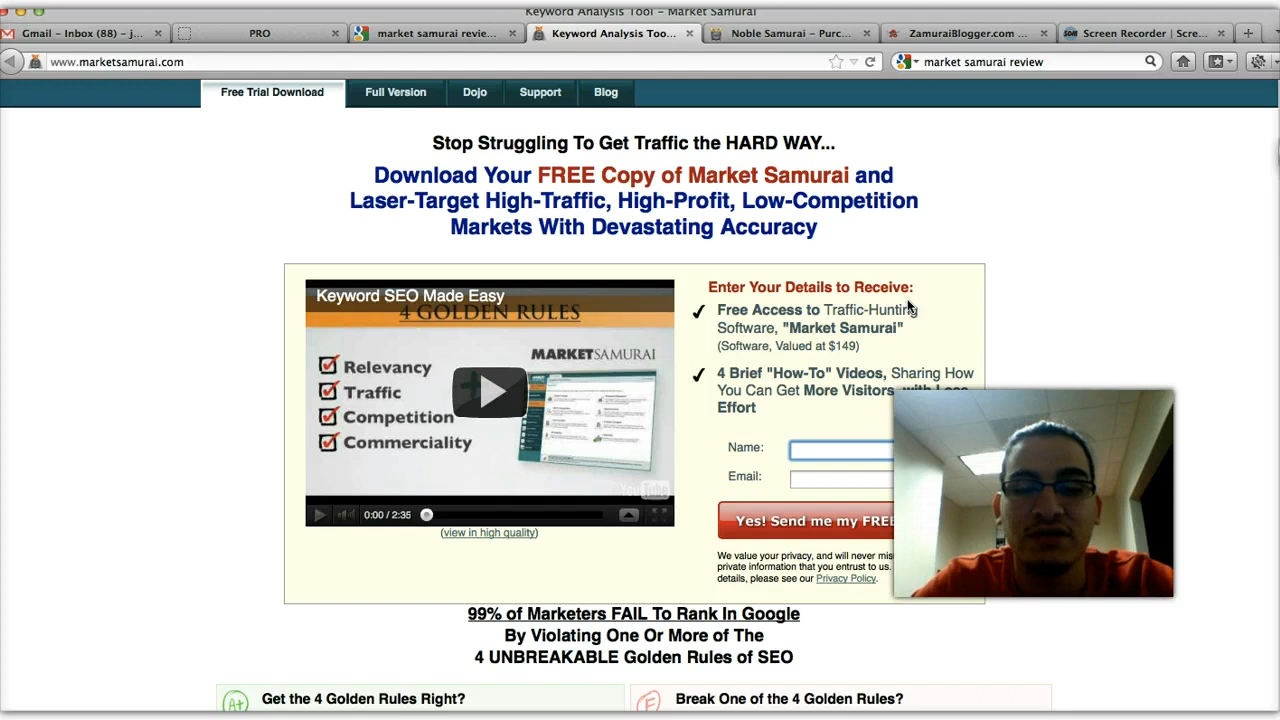 Keyword Analysis Tool – Market Samurai
Gmail – Inbox (88) – j...
PRO
market samurai revie...
Keyword Analysis Too...
Noble Samurai – Purc...
ZamuraiBlogger.com ...
Screen Recorder | Scre...
www.marketsamurai.com
market samurai review
Free Trial Download
Full Version
Dojo
Support
Blog
Stop Struggling To Get Traffic the HARD WAY...
Download Your FREE Copy of Market Samurai and
Laser-Target High-Traffic, High-Profit, Low-Competition
Markets With Devastating Accuracy
Keyword SEO Made Easy
4 GOLDEN RULES
MARKETSAMURAI
Relevancy
Traffic
Competition
Commerciality
YouTube
0:00 / 2:35
(view in high quality)
Enter Your Details to Receive:
Free Access to Traffic-Hunting
Software, "Market Samurai"
(Software, Valued at $149)
4 Brief "How-To" Videos, Sharing How
You Can Get More Visitors, with Less
Effort
Name:
Email:
Yes! Send me my FREE
We value your privacy, and will never
private information that you entrust to us.
details, please see our Privacy Policy.
99% of Marketers FAIL To Rank In Google
By Violating One Or More of The
4 UNBREAKABLE Golden Rules of SEO
A+
Get the 4 Golden Rules Right?
F
Break One of the 4 Golden Rules?